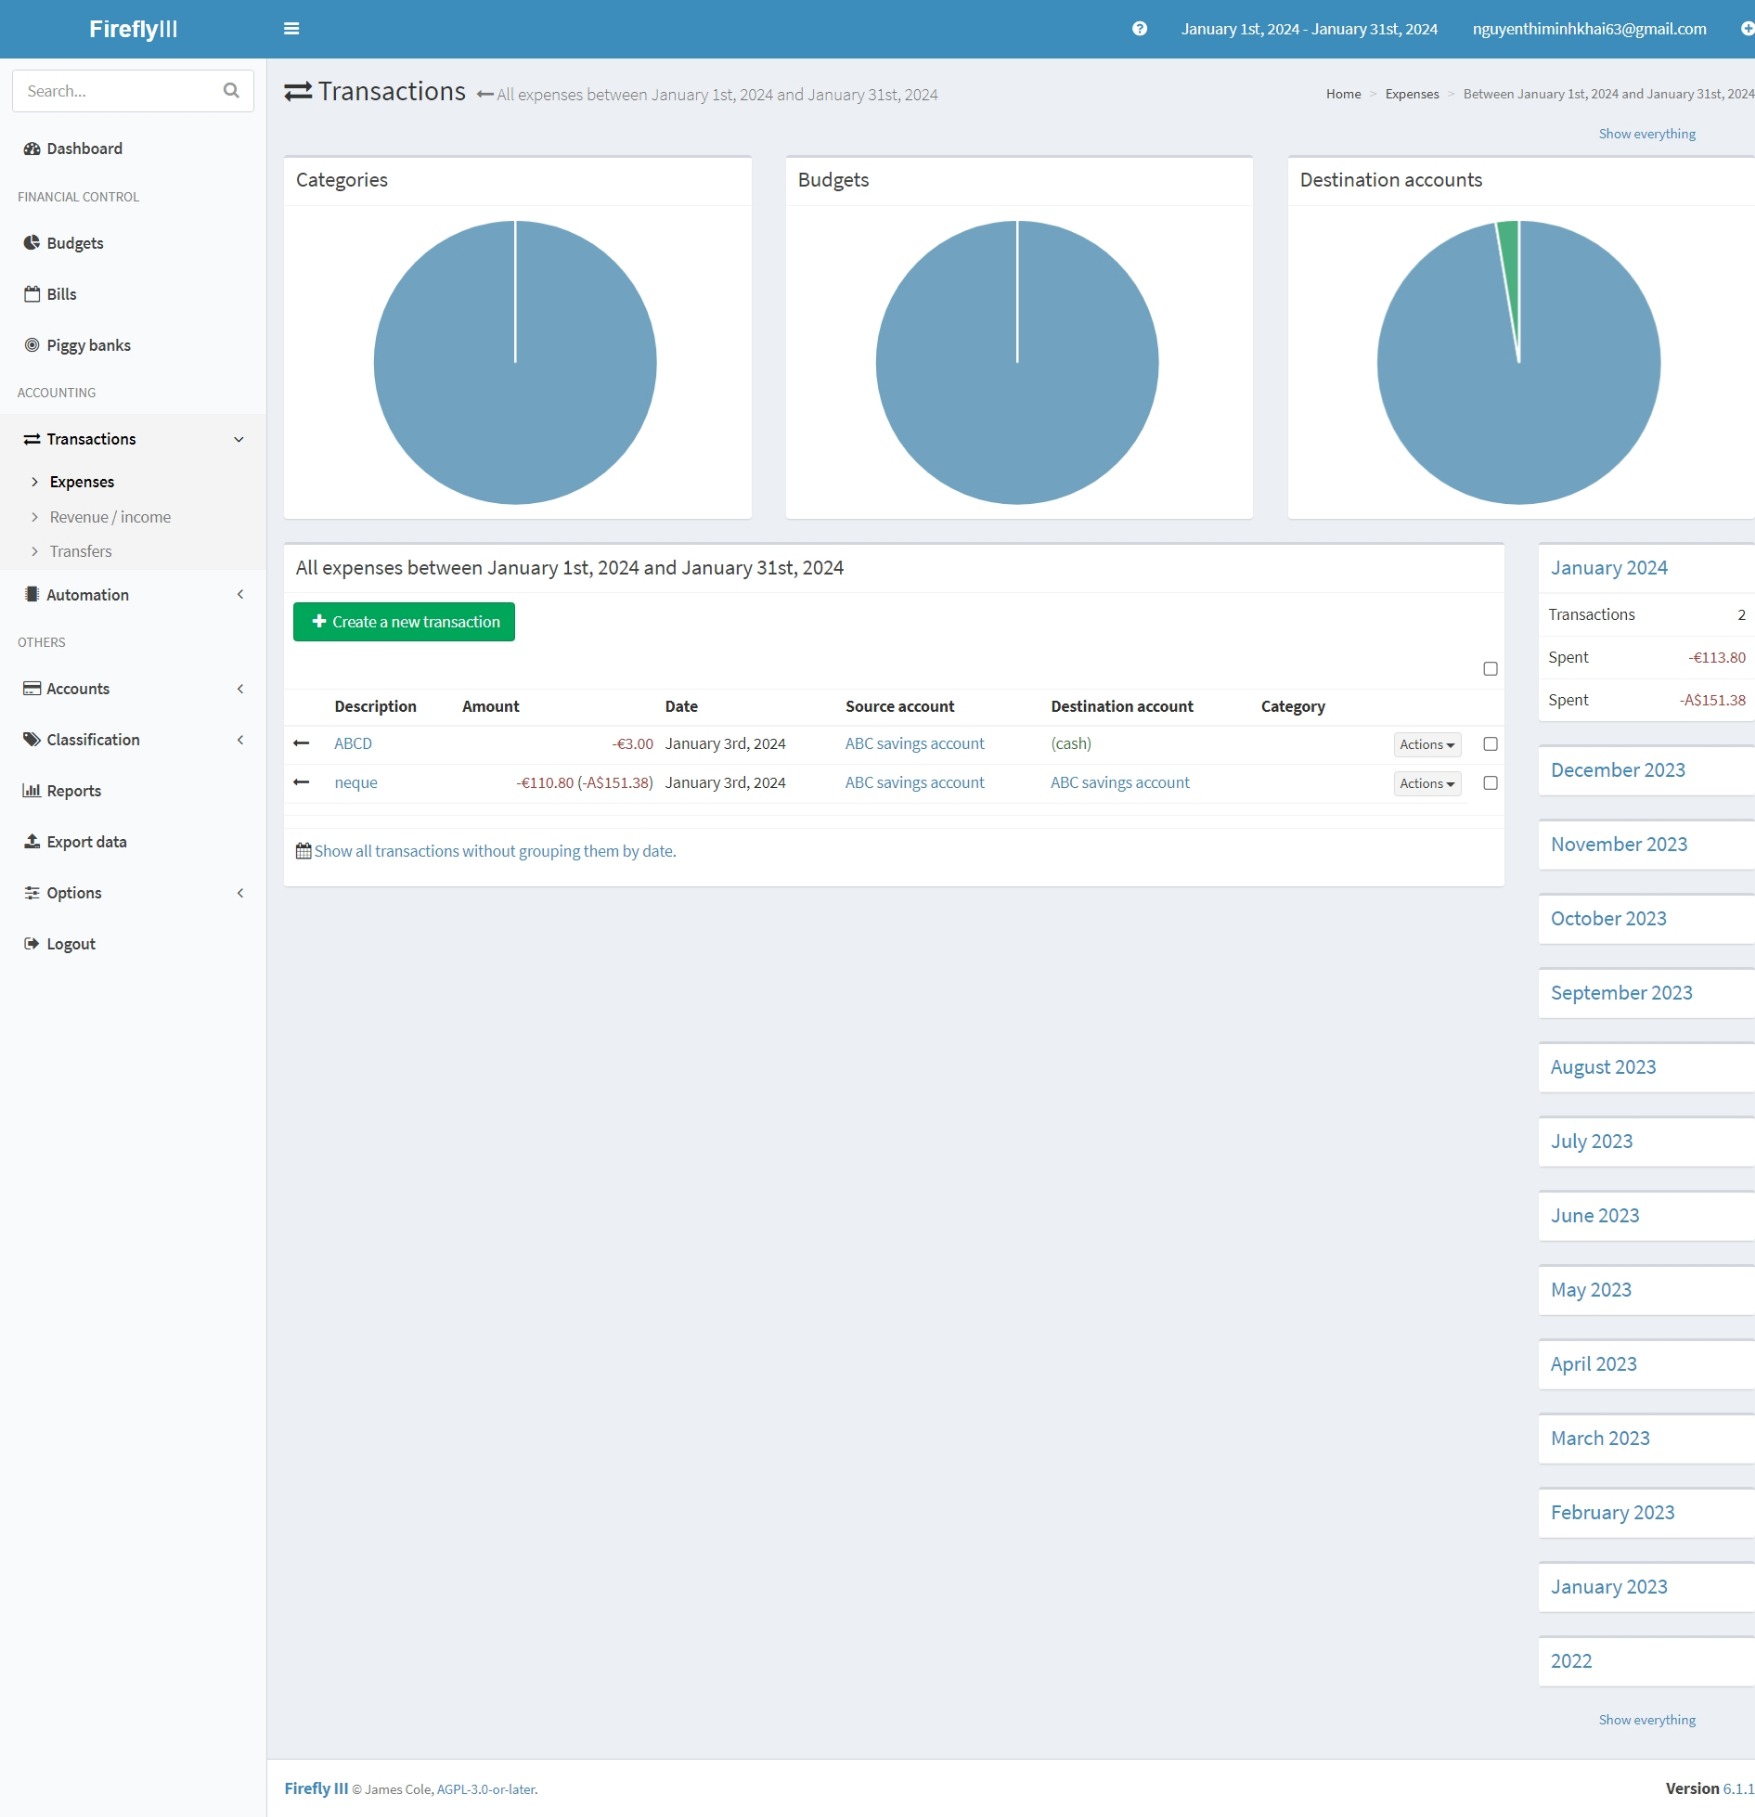 FireflyIII
January 1st, 2024 - January 31st, 2024
nguyenthiminhkhai63@gmail.com
Search...
Transactions
All expenses between January 1st, 2024 and January 31st, 2024
Home > Expenses > Between January 1st, 2024 and January 31st, 2024
Show everything
Dashboard
FINANCIAL CONTROL
Budgets
Bills
Piggy banks
ACCOUNTING
Transactions
Expenses
Revenue / income
Transfers
Automation
OTHERS
Accounts
Classification
Reports
Export data
Options
Logout
Categories
Budgets
Destination accounts
All expenses between January 1st, 2024 and January 31st, 2024
Create a new transaction
Description Amount Date Source account Destination account Category
ABCD -€3.00 January 3rd, 2024 ABC savings account (cash) Actions
neque -€110.80 (-A$151.38) January 3rd, 2024 ABC savings account ABC savings account Actions
Show all transactions without grouping them by date.
January 2024
Transactions 2
Spent -€113.80
Spent -A$151.38
December 2023
November 2023
October 2023
September 2023
August 2023
July 2023
June 2023
May 2023
April 2023
March 2023
February 2023
January 2023
2022
Show everything
Firefly III © James Cole, AGPL-3.0-or-later.
Version 6.1.1